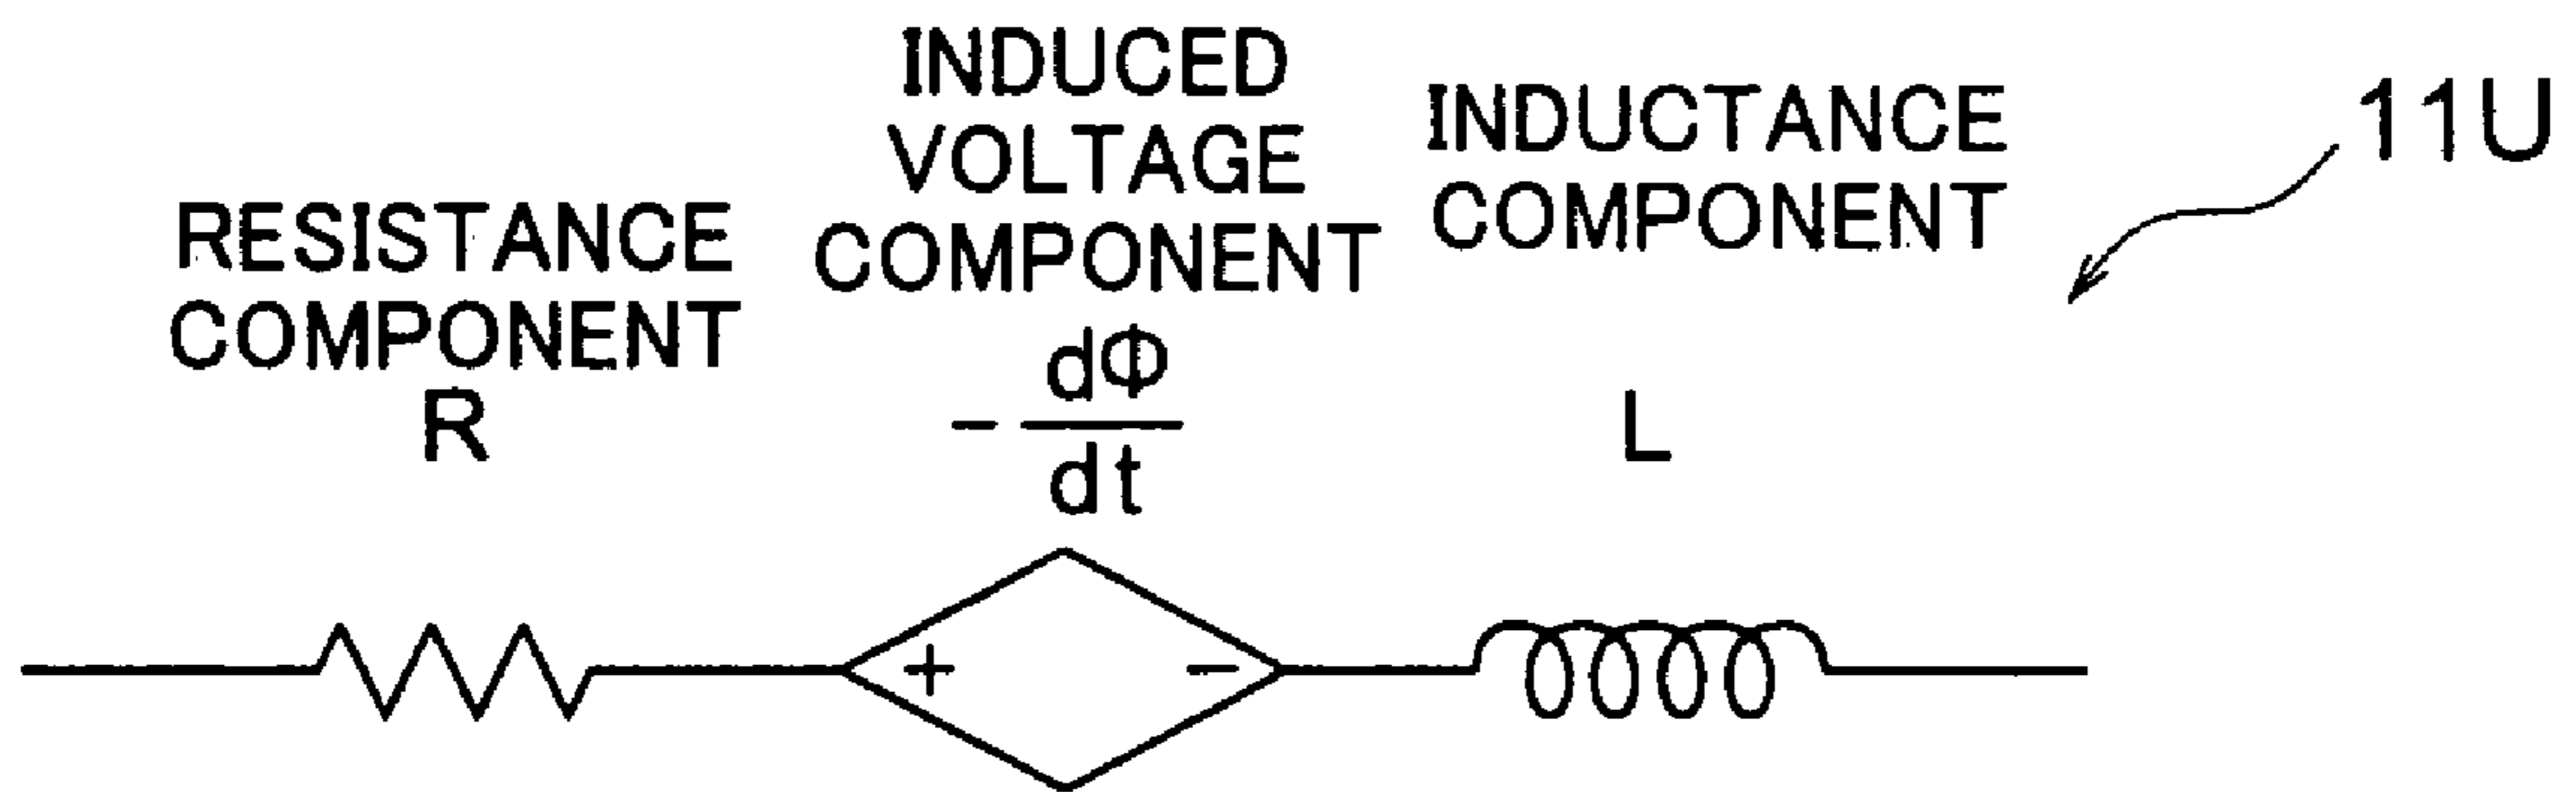 RESISTANCE
COMPONENT
R
INDUCED
VOLTAGE
COMPONENT
- dΦ
dt
INDUCTANCE
COMPONENT
L
11U
+
−